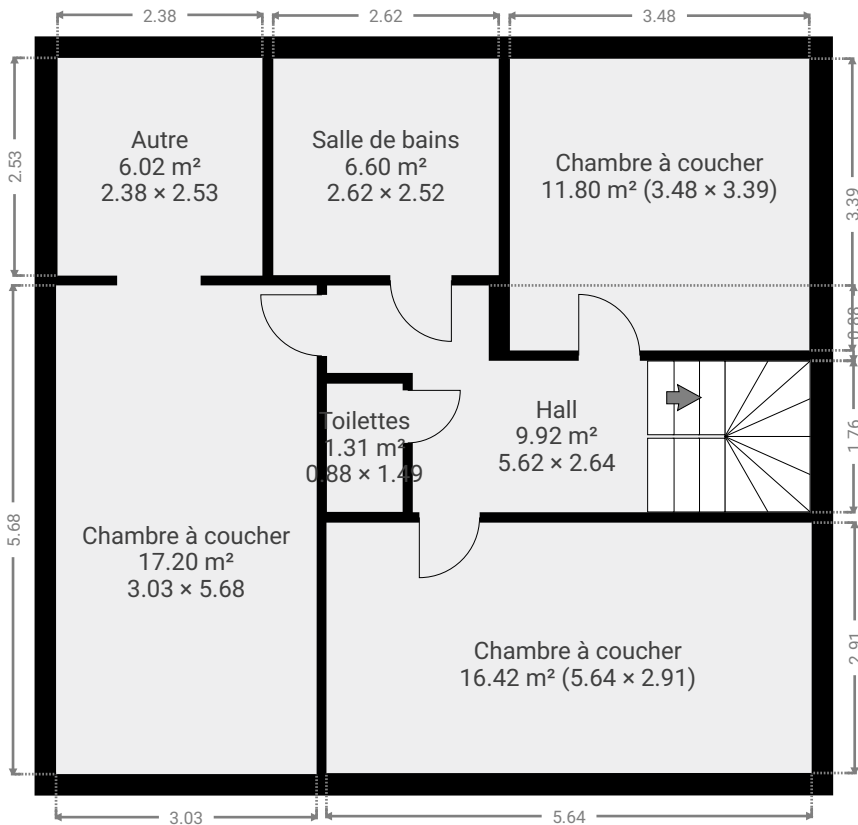 2.38
2.62
3.48
2.53
Autre
6.02 m²
2.38 × 2.53
Salle de bains
6.60 m²
2.62 × 2.52
Chambre à coucher
11.80 m² (3.48 × 3.39)
3.39
0.88
Toilettes
1.31 m²
0.88 × 1.49
Hall
9.92 m²
5.62 × 2.64
1.76
5.68
Chambre à coucher
17.20 m²
3.03 × 5.68
Chambre à coucher
16.42 m² (5.64 × 2.91)
2.91
3.03
5.64